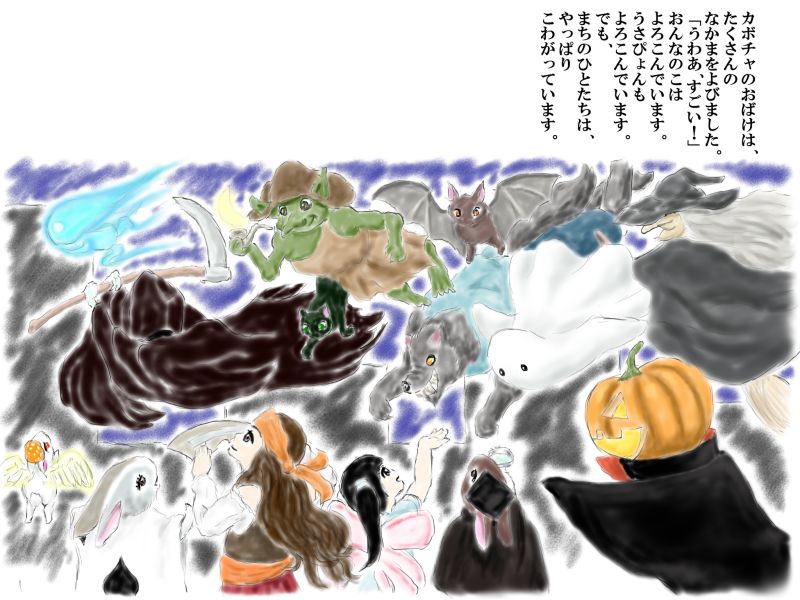 カボチャのおばけは、
たくさんの
なかまをよびました。
「うわあ、すごい！」
おんなのこは
よろこんでいます。
うさぴょんも
よろこんでいます。
でも、
まちのひとたちは、
やっぱり
こわがっています。